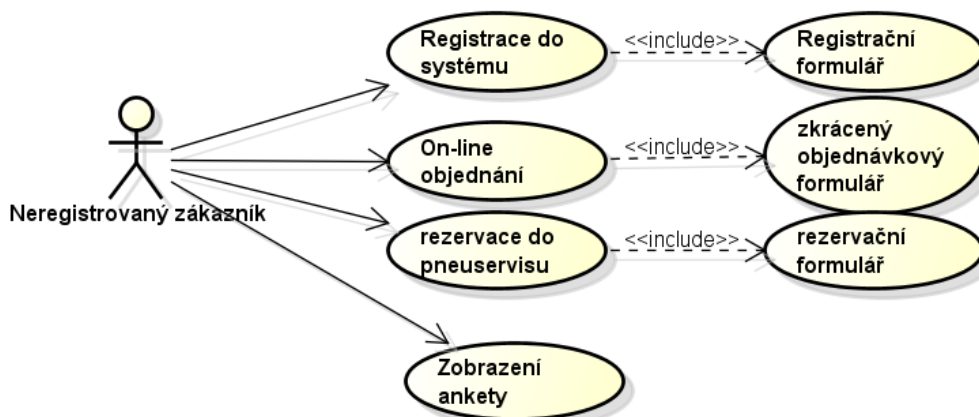 Registrace do
systému
<<include>>
Registrační
formulář
On-line
objednání
<<include>>
zkrácený
objednávkový
formulář
Neregistrovaný zákazník
rezervace do
pneuservisu
<<include>>
rezervační
formulář
Zobrazení
ankety